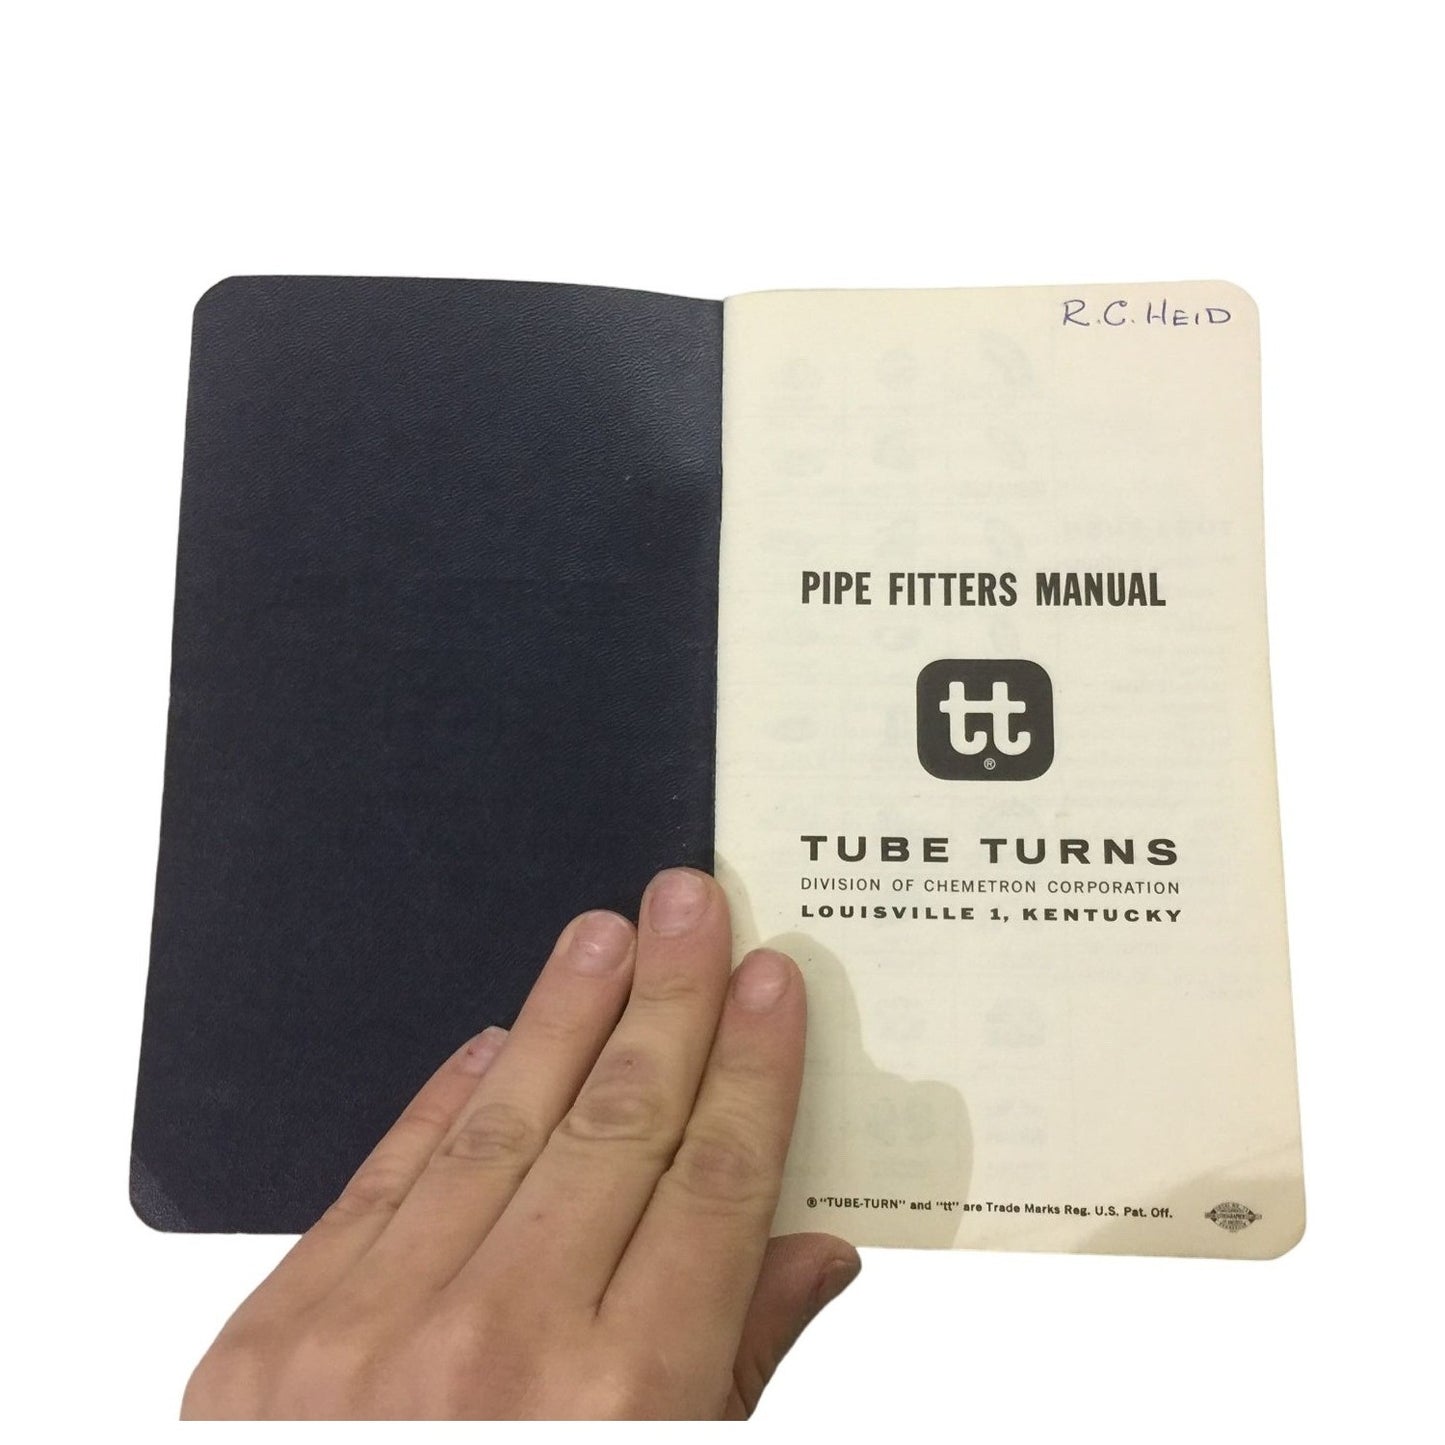 R.C. HEID
PIPE FITTERS MANUAL
tt
®
TUBE TURNS
DIVISION OF CHEMETRON CORPORATION
LOUISVILLE 1, KENTUCKY
® "TUBE-TURN" and "tt" are Trade Marks Reg. U.S. Pat. Off.